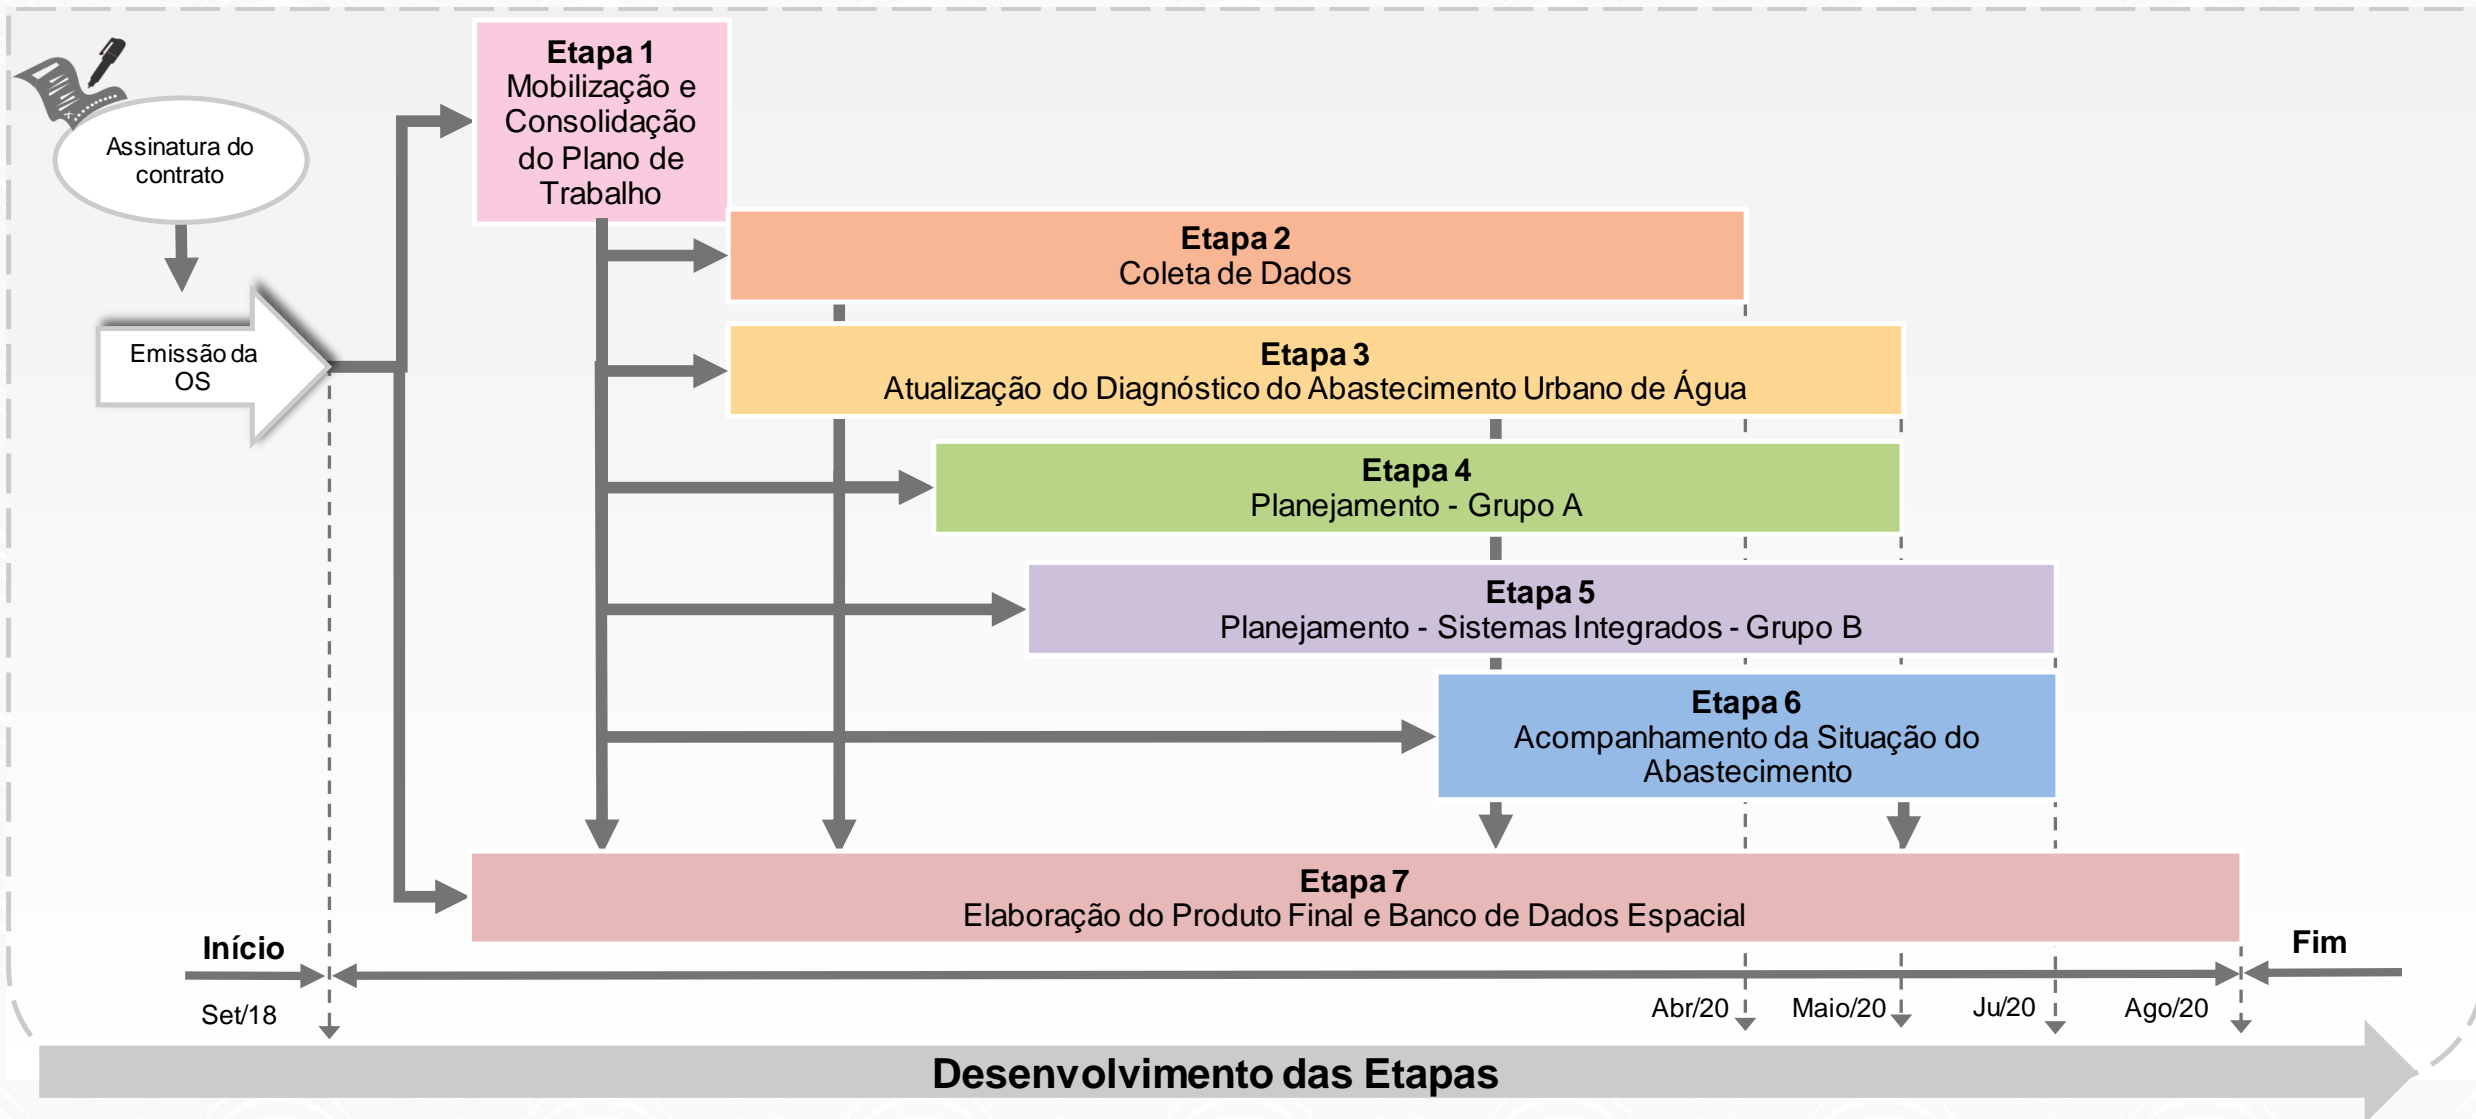 Etapa 1
Mobilização e
Consolidação
do Plano de
Trabalho
Assinatura do
contrato
Etapa 2
Coleta de Dados
Emissão da
OS
Etapa 3
Atualização do Diagnóstico do Abastecimento Urbano de Água
Etapa 4
Planejamento - Grupo A
Etapa 5
Planejamento - Sistemas Integrados - Grupo B
Etapa 6
Acompanhamento da Situação do
Abastecimento
Etapa 7
Elaboração do Produto Final e Banco de Dados Espacial
Início
Fim
Set/18
Abr/20
Maio/20
Ju/20
Ago/20
Desenvolvimento das Etapas